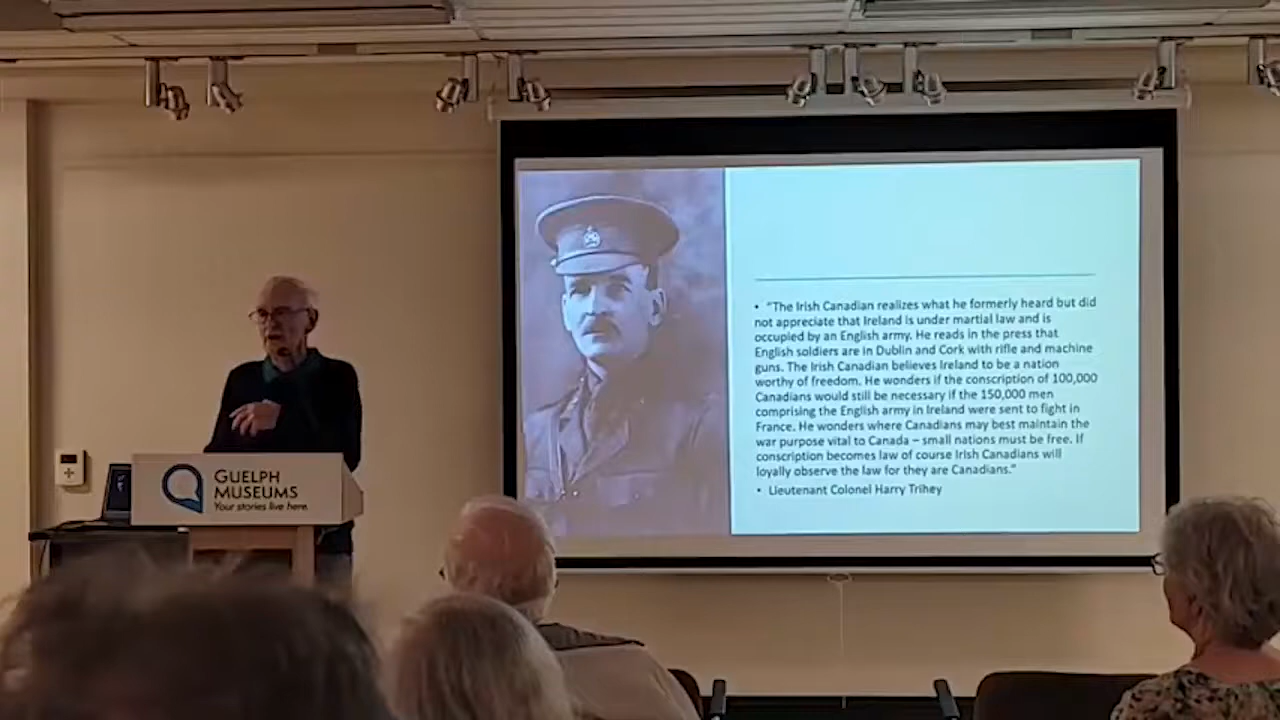 GUELPH
MUSEUMS
Your stories live here.
• "The Irish Canadian realizes what he formerly heard but did
not appreciate that Ireland is under martial law and is
occupied by an English army. He reads in the press that
English soldiers are in Dublin and Cork with rifle and machine
guns. The Irish Canadian believes Ireland to be a nation
worthy of freedom. He wonders if the conscription of 100,000
Canadians would still be necessary if the 150,000 men
comprising the English army in Ireland were sent to fight in
France. He wonders where Canadians may best maintain the
war purpose vital to Canada – small nations must be free. If
conscription becomes law of course Irish Canadians will
loyally observe the law for they are Canadians."
• Lieutenant Colonel Harry Trihey